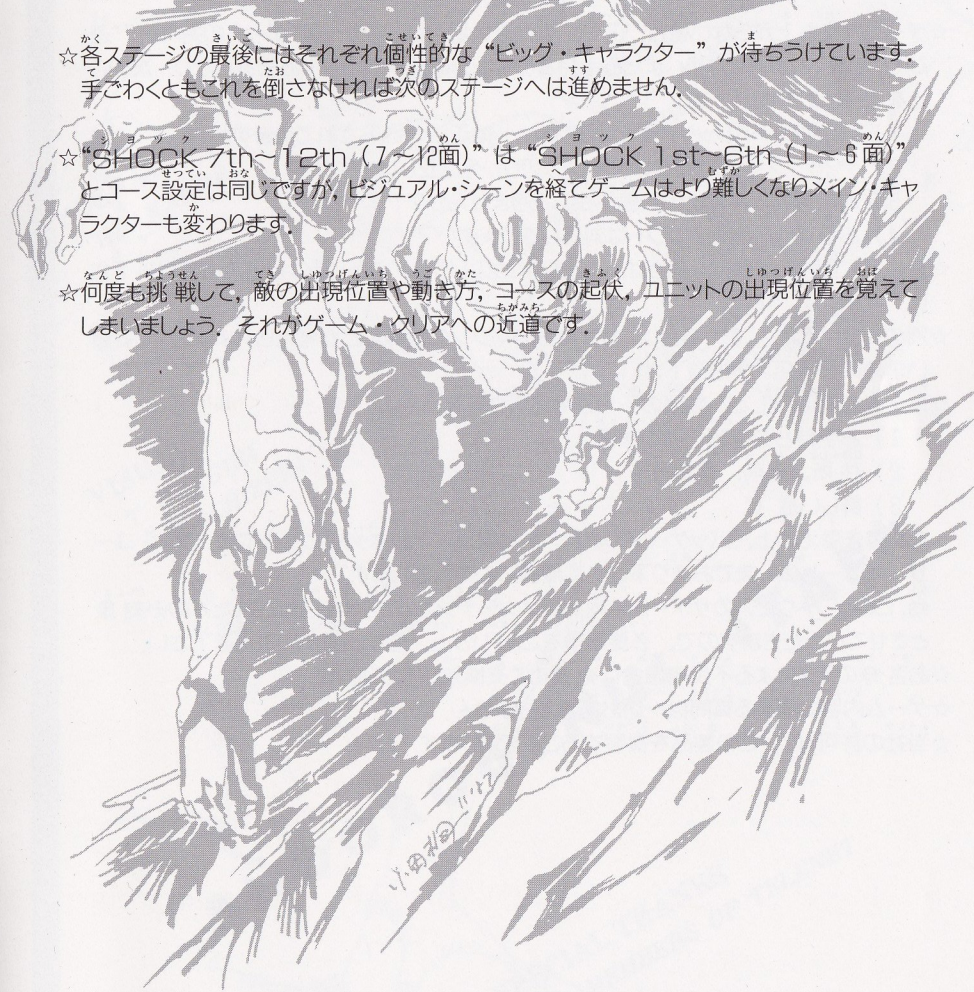 ☆各ステージの最後にはそれぞれ個性的な“ビッグ・キャラクター”が待ちうけています.
手ごわくともこれを倒さなければ次のステージへは進めません.
☆“SHOCK 7th～12th（7～12面）”は“SHOCK 1st～6th（1～6面）”
とコース設定は同じですが, ビジュアル・シーンを経てゲームはより難しくなりメイン・キャ
ラクターも変わります.
☆何度も挑戦して, 敵の出現位置や動き方, コースの起伏, ユニットの出現位置を覚えて
しまいましょう. それがゲーム・クリアへの近道です.